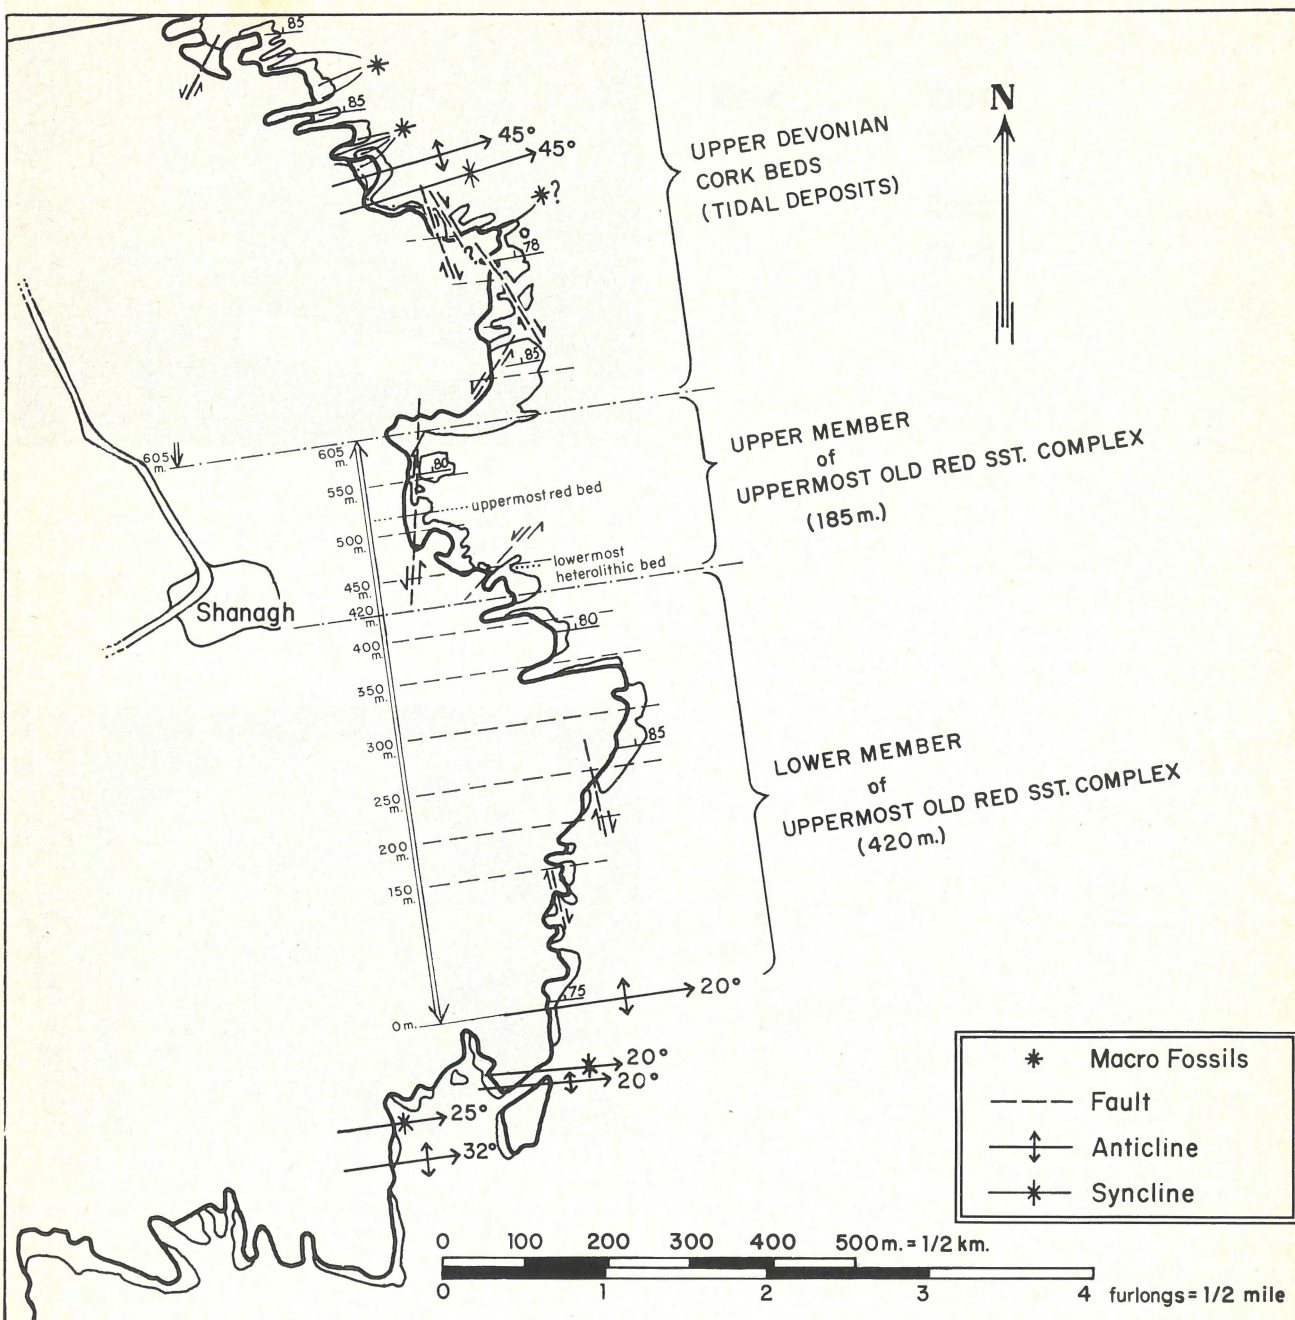 85
85
45°
45°
?
N
UPPER DEVONIAN
CORK BEDS
(TIDAL DEPOSITS)
?
78
85
605
m.
605
m.
80
550
m.
uppermost red bed
500
m.
UPPER MEMBER
of
UPPERMOST OLD RED SST. COMPLEX
(185 m.)
lowermost
heterolithic bed
450
m.
Shanagh
420
m.
80
400
m.
350
m.
300
m.
85
250
m.
200
m.
150
m.
LOWER MEMBER
of
UPPERMOST OLD RED SST. COMPLEX
(420 m.)
75
20°
0 m.
20°
20°
25°
32°
Macro Fossils
Fault
Anticline
Syncline
0 100 200 300 400 500 m. = 1/2 km.
0 1 2 3 4 furlongs = 1/2 mile